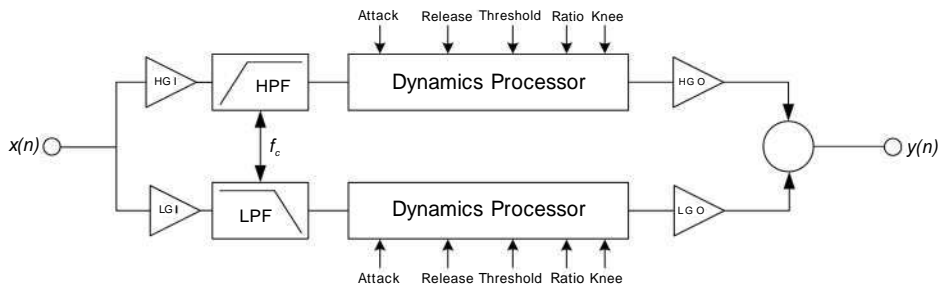 Attack Release Threshold Ratio Knee
HG I
HPF
Dynamics Processor
HG O
x(n)
f_c
y(n)
LG I
LPF
Dynamics Processor
LG O
Attack Release Threshold Ratio Knee